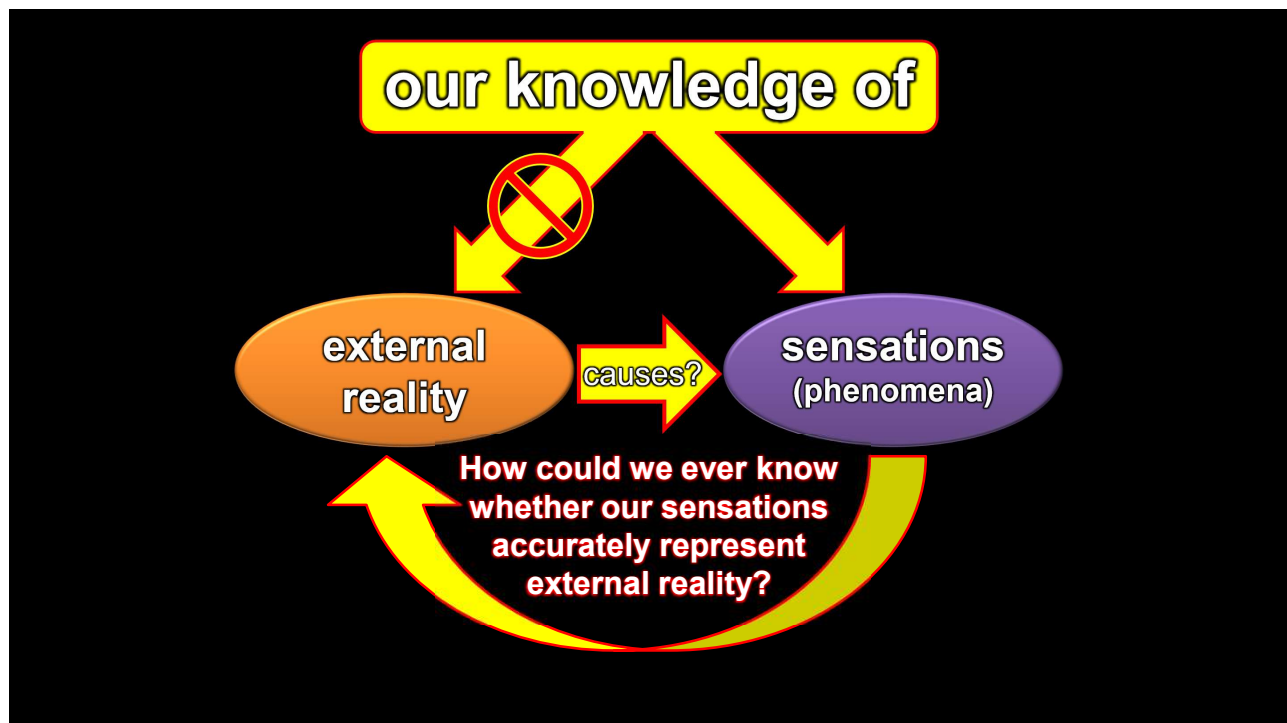 our knowledge of
external
reality
causes?
sensations
(phenomena)
How could we ever know
whether our sensations
accurately represent
external reality?